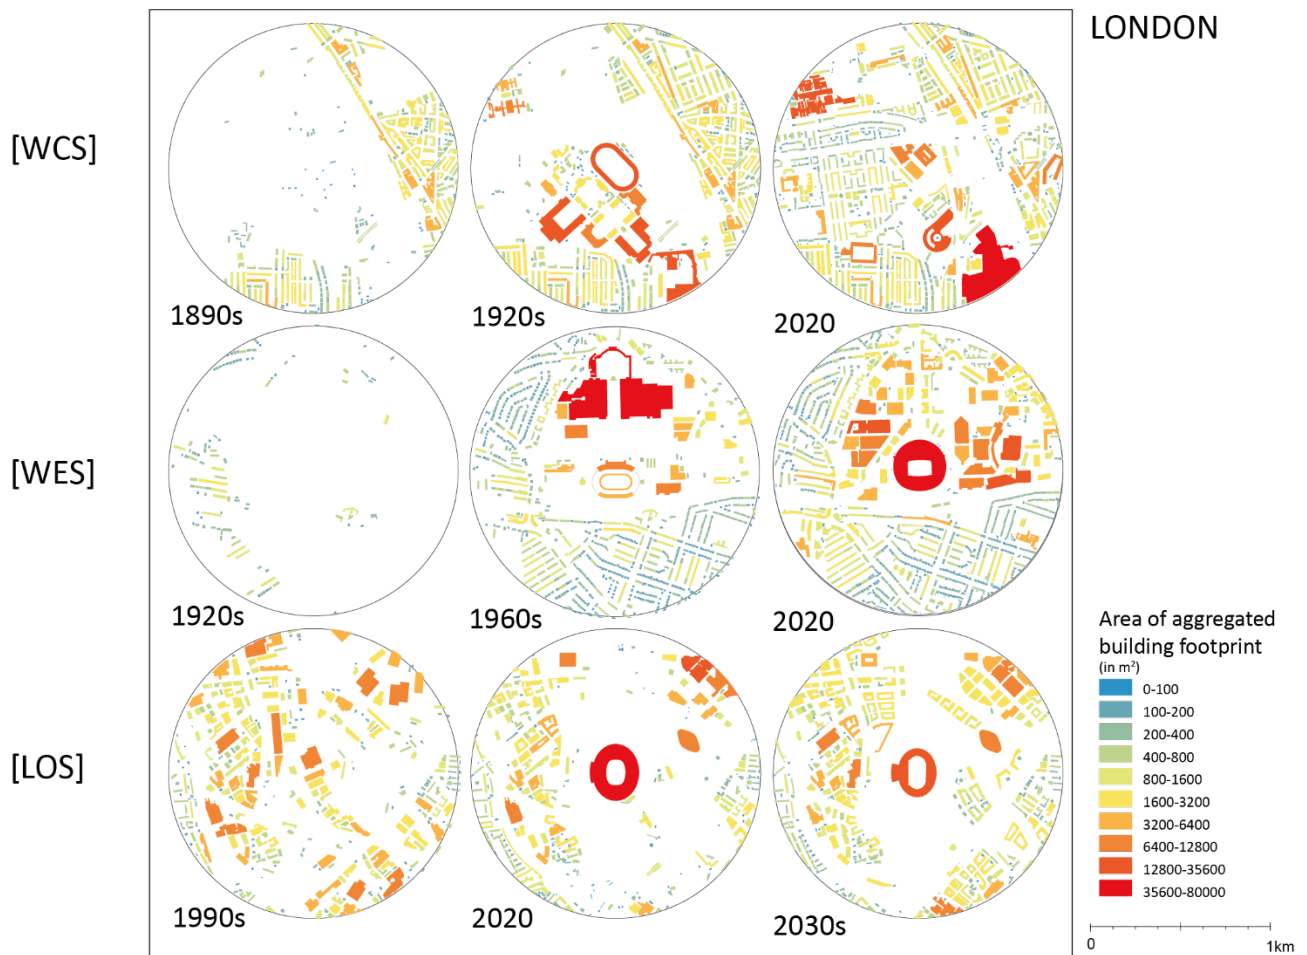 LONDON
[WCS]
1890s
1920s
2020
[WES]
1920s
1960s
2020
[LOS]
1990s
2020
2030s
Area of aggregated
building footprint
(in m²)
0-100
100-200
200-400
400-800
800-1600
1600-3200
3200-6400
6400-12800
12800-35600
35600-80000
0 1km